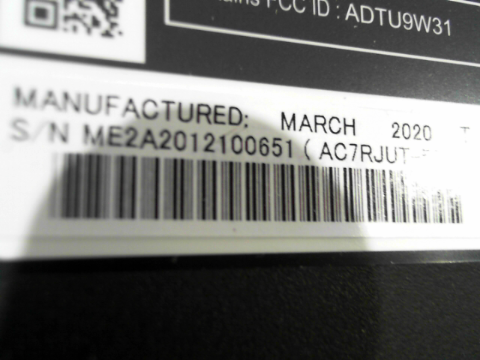 FCC ID : ADTU9W31
MANUFACTURED: MARCH 2020
S/N ME2A2012100651 ( AC7RJUT-